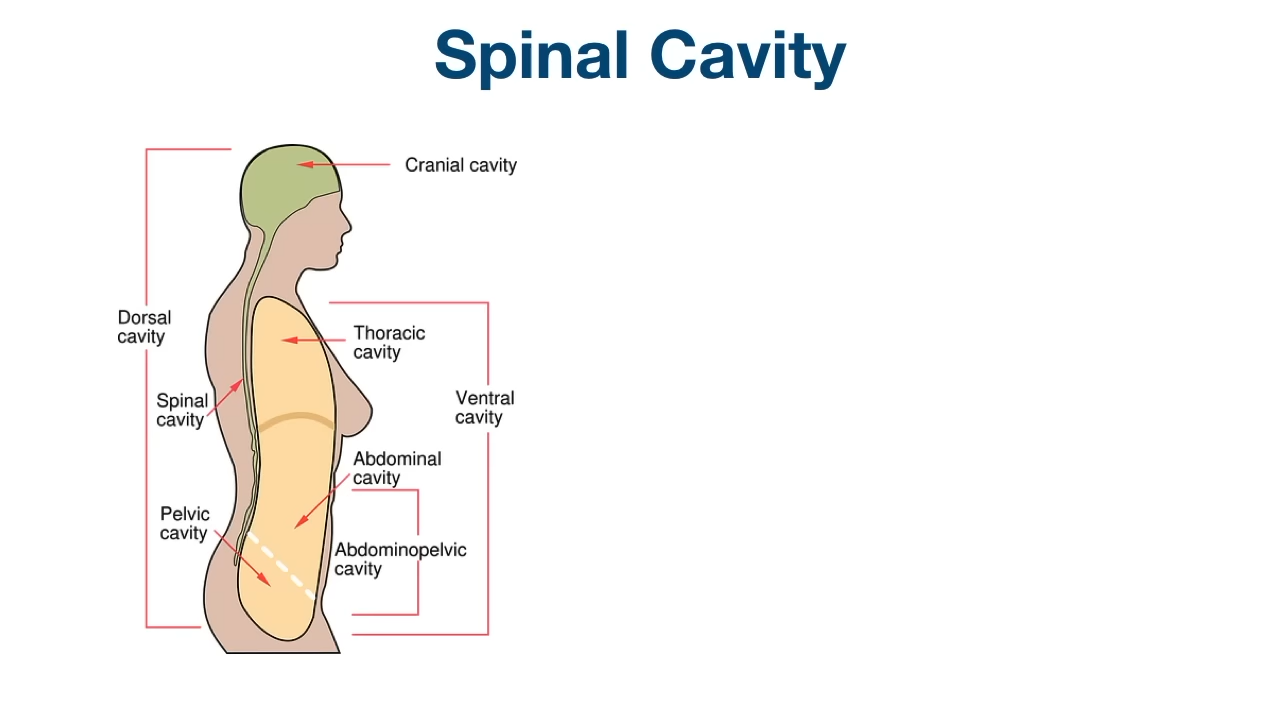 Spinal Cavity
Cranial cavity
Dorsal
cavity
Thoracic
cavity
Spinal
cavity
Ventral
cavity
Abdominal
cavity
Pelvic
cavity
Abdominopelvic
cavity